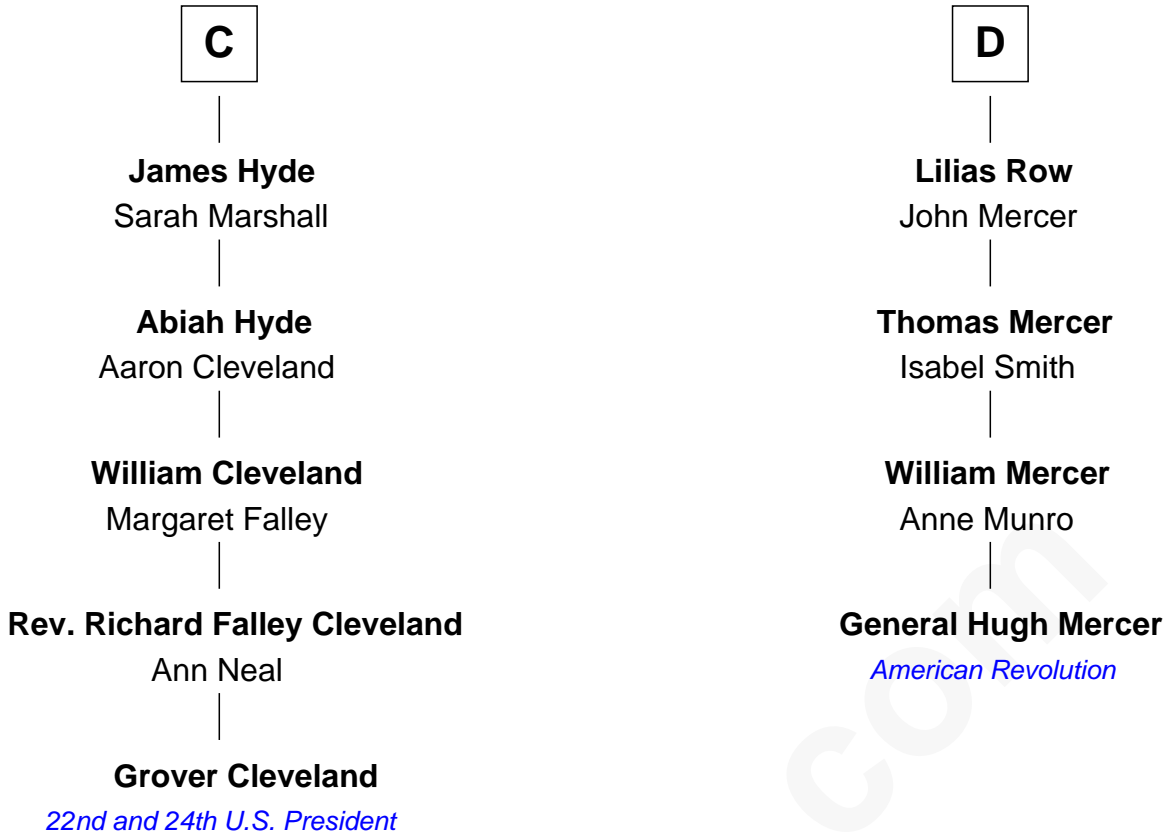 C
James Hyde
Sarah Marshall
Abiah Hyde
Aaron Cleveland
William Cleveland
Margaret Falley
Rev. Richard Falley Cleveland
Ann Neal
Grover Cleveland
22nd and 24th U.S. President
D
Lilias Row
John Mercer
Thomas Mercer
Isabel Smith
William Mercer
Anne Munro
General Hugh Mercer
American Revolution
com